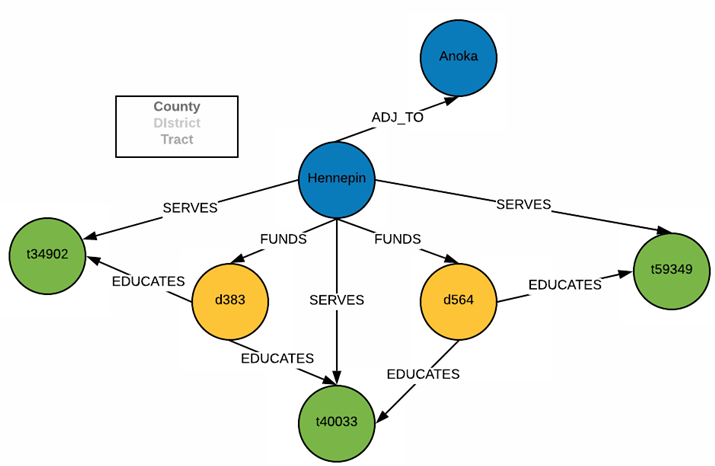 Anoka
County
DIstrict
Tract
ADJ_TO
Hennepin
SERVES
SERVES
FUNDS
FUNDS
t34902
t59349
EDUCATES
EDUCATES
d383
SERVES
d564
EDUCATES
EDUCATES
t40033